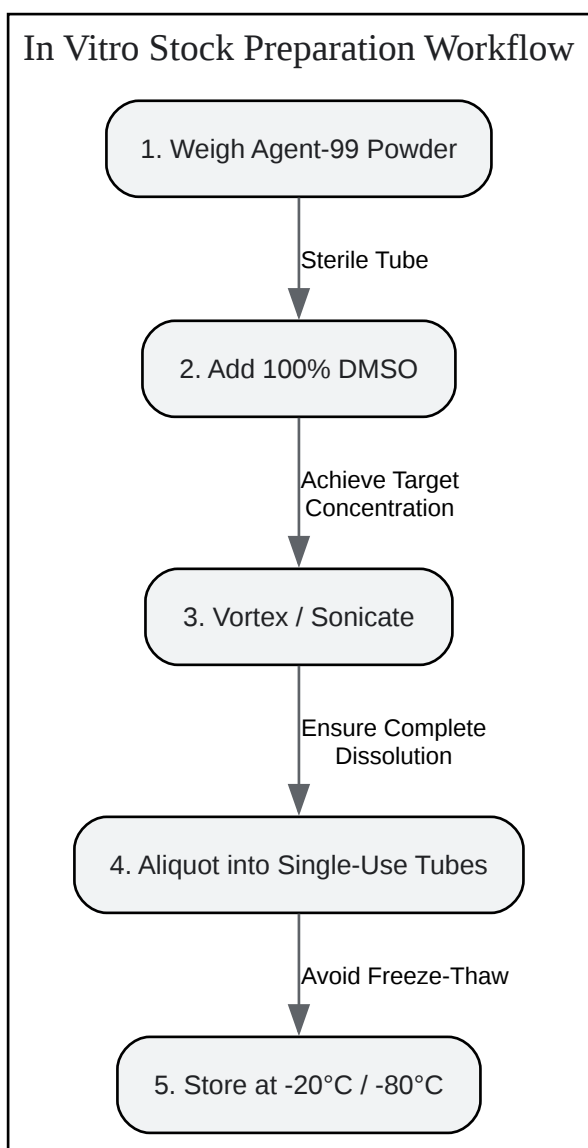 In Vitro Stock Preparation Workflow
1. Weigh Agent-99 Powder
Sterile Tube
2. Add 100% DMSO
Achieve Target
Concentration
3. Vortex / Sonicate
Ensure Complete
Dissolution
4. Aliquot into Single-Use Tubes
Avoid Freeze-Thaw
5. Store at -20°C / -80°C